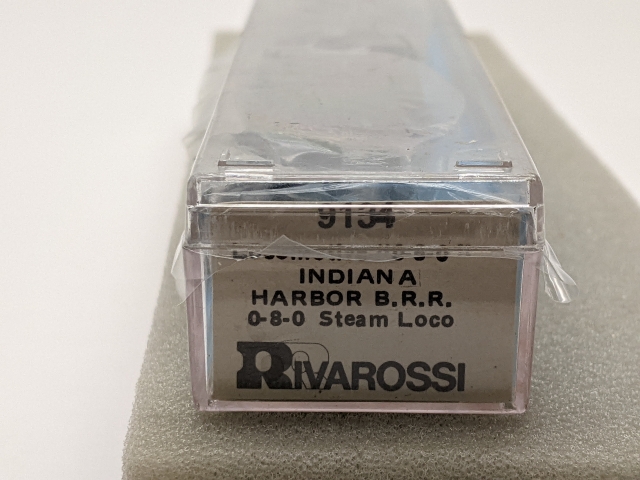 9134
INDIANA
HARBOR B.R.R.
0-8-0 Steam Loco
RIVAROSSI